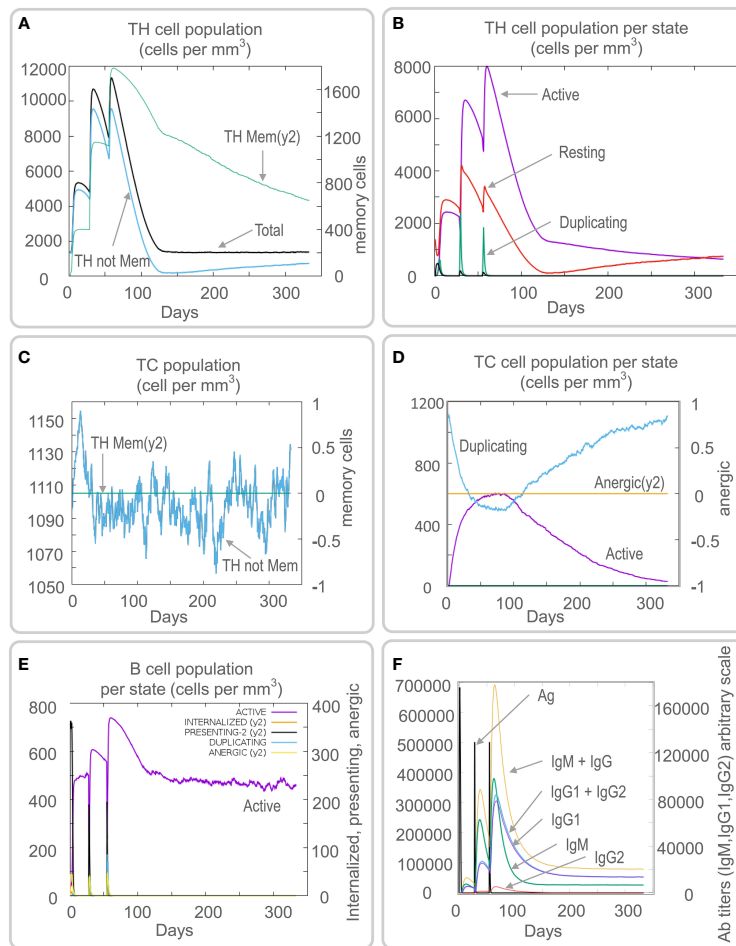 A
TH cell population
(cells per mm3)
12000
10000
8000
6000
4000
2000
0
1600
1200
800
400
0
memory cells
TH Mem(y2)
Total
TH not Mem
0
100
200
300
Days
B
TH cell population per state
(cells per mm3)
8000
6000
4000
2000
0
Active
Resting
Duplicating
0
100
200
300
Days
C
TC population
(cell per mm3)
1150
1130
1110
1090
1070
1050
1
0.5
0
-0.5
-1
memory cells
TH Mem(y2)
TH not Mem
0
100
200
300
Days
D
TC cell population per state
(cells per mm3)
1200
900
600
400
0
1
0.5
0
-0.5
-1
anergic
Duplicating
Anergic(y2)
Active
0
100
200
300
Days
E
B cell population
per state (cells per mm3)
800
600
400
200
0
400
350
300
250
200
150
100
50
0
Internalized, presenting, anergic
ACTIVE
INTERNALIZED (y2)
PRESENTING-2 (y2)
DUPLICATING
ANERGIC (y2)
Active
0
100
200
300
Days
F
700000
600000
500000
400000
300000
200000
100000
0
160000
120000
80000
40000
0
Ab titers (IgM,IgG1,IgG2) arbitrary scale
Ag
IgM + IgG
IgG1 + IgG2
IgG1
IgM
IgG2
0
100
200
300
Days